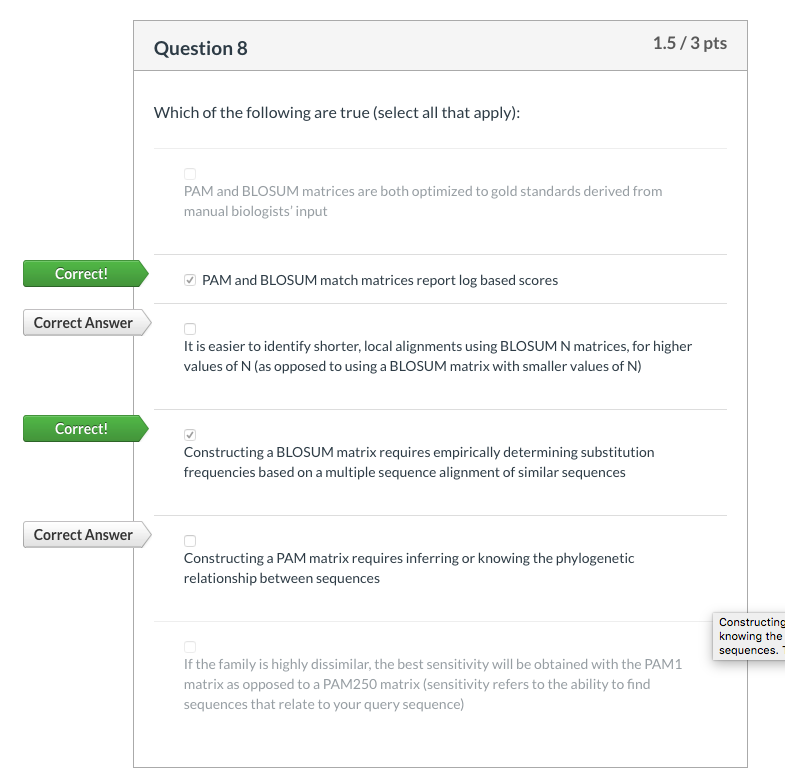 Question 8
1.5 / 3 pts
Which of the following are true (select all that apply):
PAM and BLOSUM matrices are both optimized to gold standards derived from
manual biologists' input
Correct!
PAM and BLOSUM match matrices report log based scores
Correct Answer
It is easier to identify shorter, local alignments using BLOSUM N matrices, for higher
values of N (as opposed to using a BLOSUM matrix with smaller values of N)
Correct!
Constructing a BLOSUM matrix requires empirically determining substitution
frequencies based on a multiple sequence alignment of similar sequences
Correct Answer
Constructing a PAM matrix requires inferring or knowing the phylogenetic
relationship between sequences
Constructing
knowing the
sequences.
If the family is highly dissimilar, the best sensitivity will be obtained with the PAM1
matrix as opposed to a PAM250 matrix (sensitivity refers to the ability to find
sequences that relate to your query sequence)